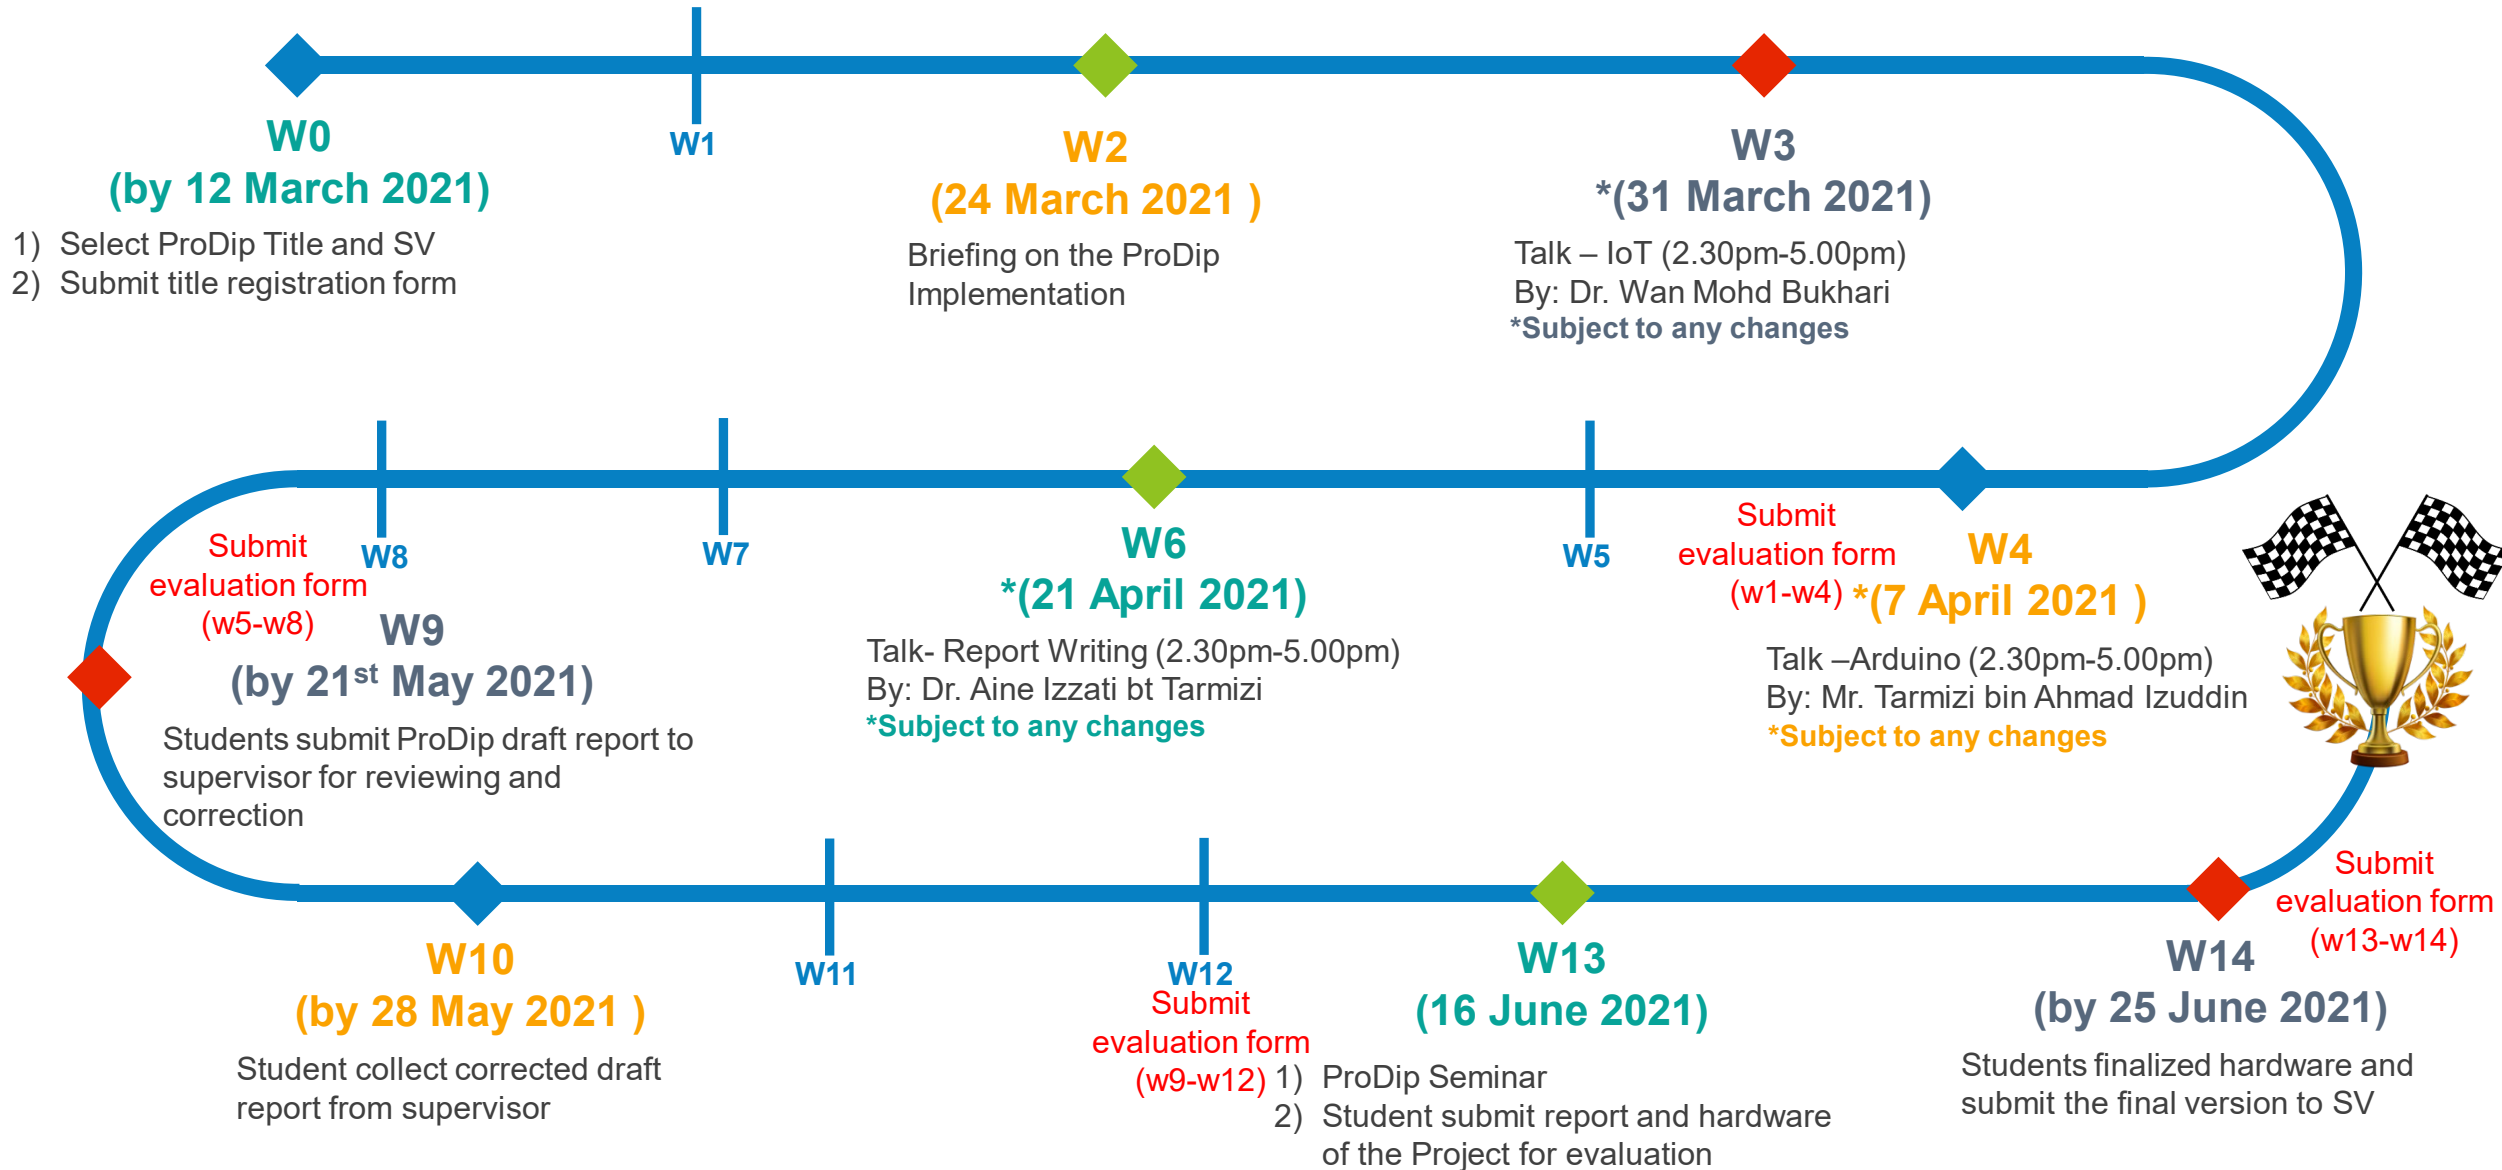 W0
(by 12 March 2021)
1) Select ProDip Title and SV
2) Submit title registration form
W1
W2
(24 March 2021 )
Briefing on the ProDip
Implementation
W3
*(31 March 2021)
Talk – IoT (2.30pm-5.00pm)
By: Dr. Wan Mohd Bukhari
*Subject to any changes
W4
*(7 April 2021 )
Talk –Arduino (2.30pm-5.00pm)
By: Mr. Tarmizi bin Ahmad Izuddin
*Subject to any changes
Submit
evaluation form
(w1-w4)
W5
W6
*(21 April 2021)
Talk- Report Writing (2.30pm-5.00pm)
By: Dr. Aine Izzati bt Tarmizi
*Subject to any changes
W7
W8
Submit
evaluation form
(w5-w8)
W9
(by 21st May 2021)
Students submit ProDip draft report to
supervisor for reviewing and
correction
W10
(by 28 May 2021 )
Student collect corrected draft
report from supervisor
W11
W12
Submit
evaluation form
(w9-w12)
W13
(16 June 2021)
1) ProDip Seminar
2) Student submit report and hardware
of the Project for evaluation
W14
(by 25 June 2021)
Students finalized hardware and
submit the final version to SV
Submit
evaluation form
(w13-w14)